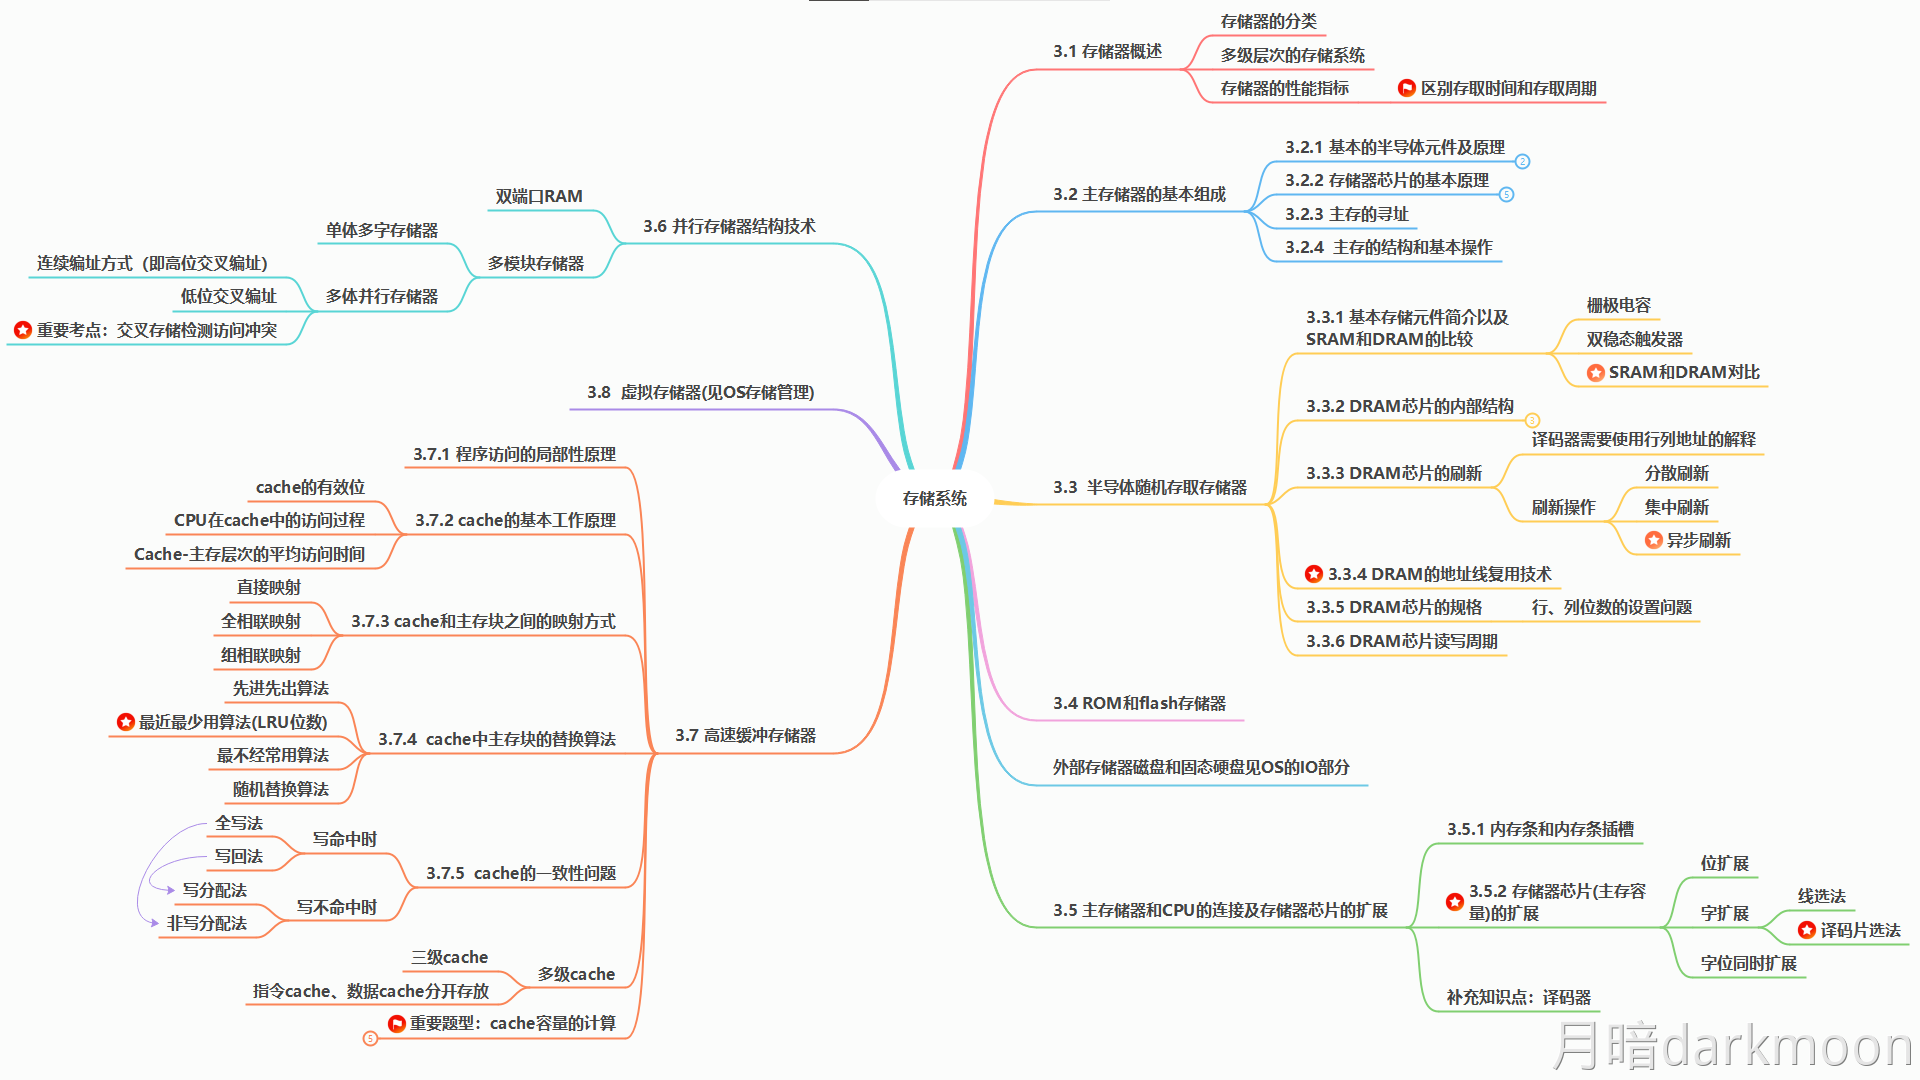 存储系统
3.1 存储器概述
存储器的分类
多级层次的存储系统
存储器的性能指标
区别存取时间和存取周期
3.2 主存储器的基本组成
3.2.1 基本的半导体元件及原理
2
3.2.2 存储器芯片的基本原理
5
3.2.3 主存的寻址
3.2.4 主存的结构和基本操作
3.3 半导体随机存取存储器
3.3.1 基本存储元件简介以及
SRAM和DRAM的比较
栅极电容
双稳态触发器
SRAM和DRAM对比
3.3.2 DRAM芯片的内部结构
3
3.3.3 DRAM芯片的刷新
译码器需要使用行列地址的解释
刷新操作
分散刷新
集中刷新
异步刷新
3.3.4 DRAM的地址线复用技术
3.3.5 DRAM芯片的规格
行、列位数的设置问题
3.3.6 DRAM芯片读写周期
3.4 ROM和flash存储器
外部存储器磁盘和固态硬盘见OS的IO部分
3.5 主存储器和CPU的连接及存储器芯片的扩展
3.5.1 内存条和内存条插槽
3.5.2 存储器芯片(主存容
量)的扩展
位扩展
字扩展
线选法
译码片选法
字位同时扩展
补充知识点：译码器
3.6 并行存储器结构技术
双端口RAM
多模块存储器
单体多字存储器
多体并行存储器
连续编址方式（即高位交叉编址）
低位交叉编址
重要考点：交叉存储检测访问冲突
3.8 虚拟存储器(见OS存储管理)
3.7 高速缓冲存储器
3.7.1 程序访问的局部性原理
3.7.2 cache的基本工作原理
cache的有效位
CPU在cache中的访问过程
Cache-主存层次的平均访问时间
3.7.3 cache和主存块之间的映射方式
直接映射
全相联映射
组相联映射
3.7.4 cache中主存块的替换算法
先进先出算法
最近最少用算法(LRU位数)
最不经常用算法
随机替换算法
3.7.5 cache的一致性问题
写命中时
全写法
写回法
写不命中时
写分配法
非写分配法
多级cache
三级cache
指令cache、数据cache分开存放
重要题型：cache容量的计算
5
月暗darkmoon